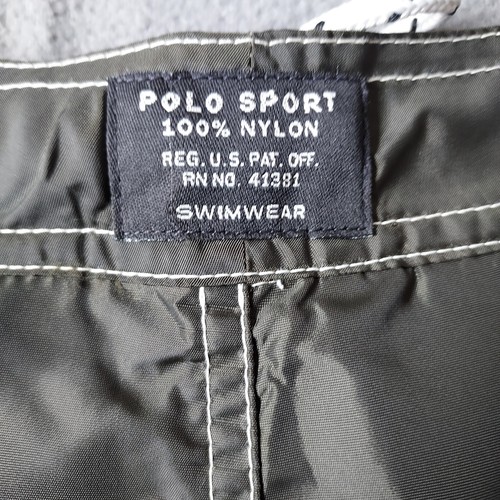 POLO SPORT
100% NYLON
REG. U.S. PAT. OFF.
RN NO. 41381
SWIMWEAR